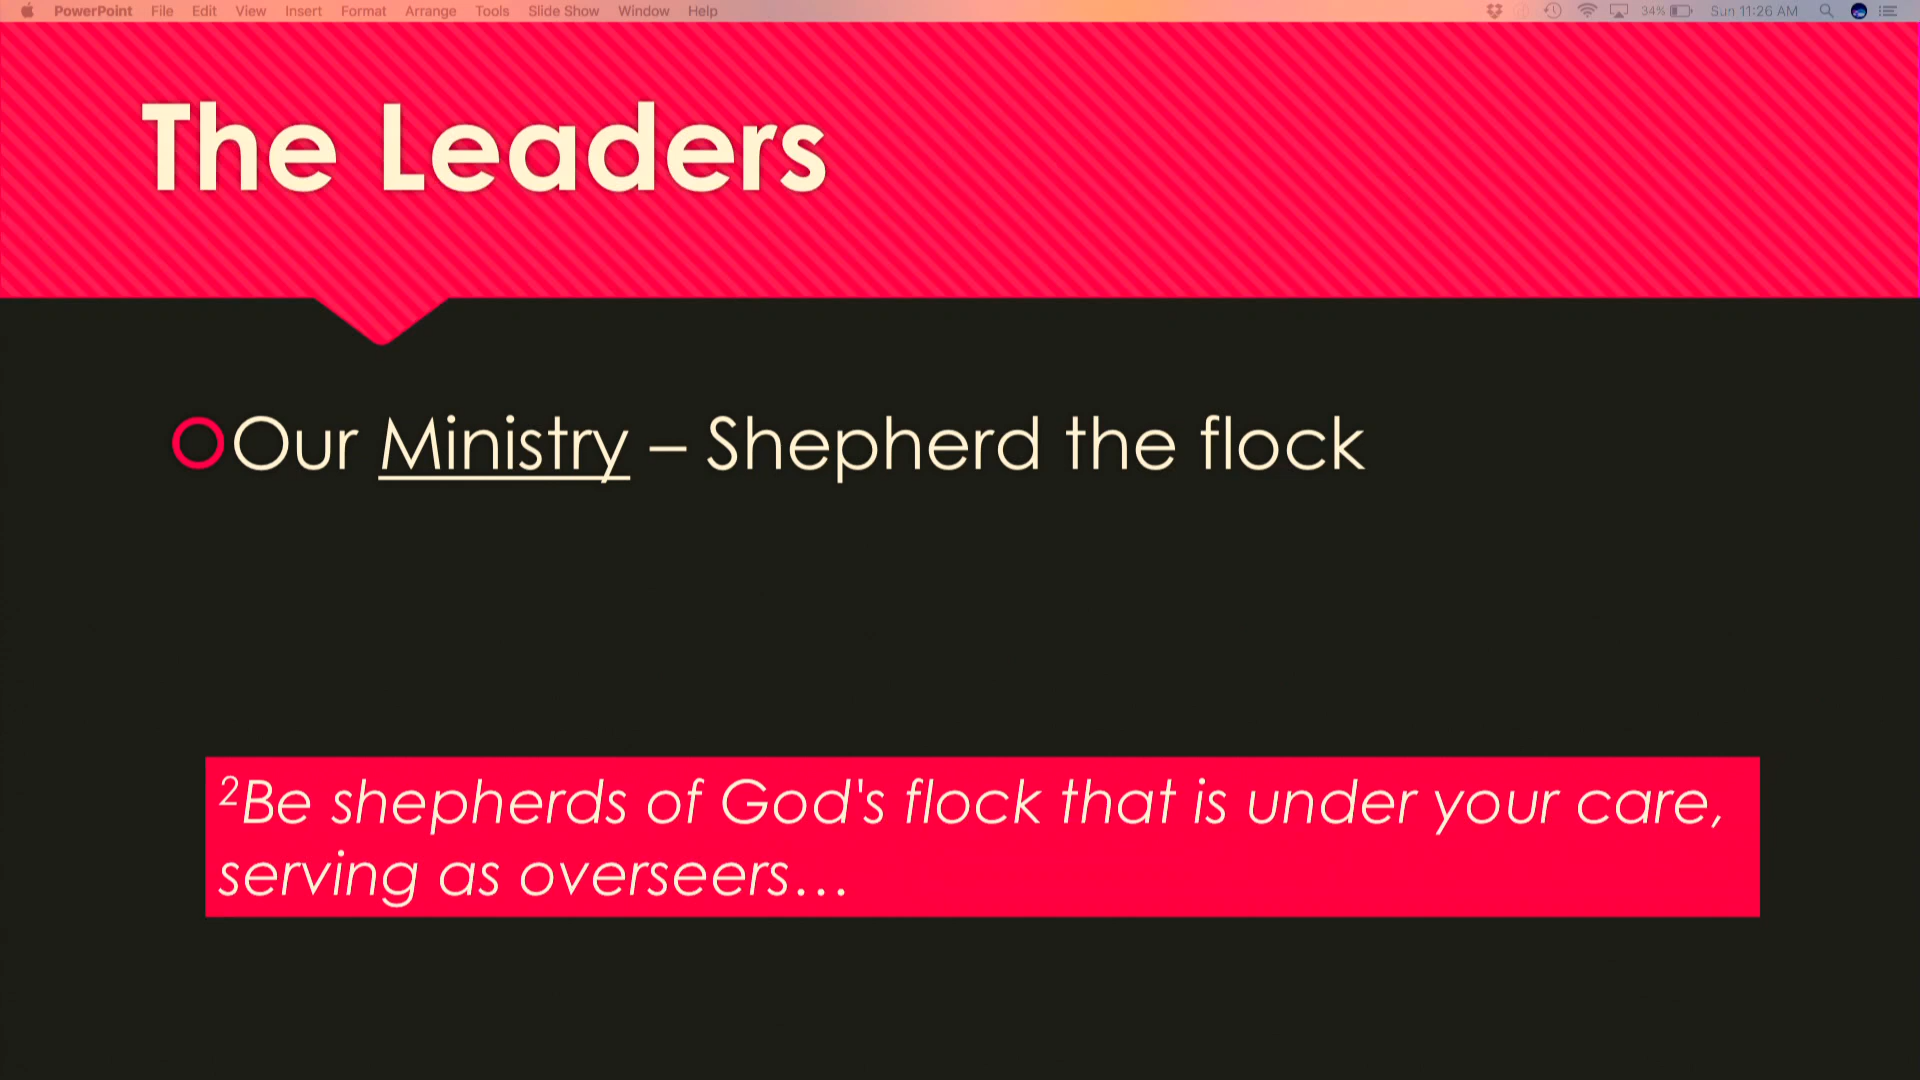 PowerPoint File Edit View Insert Format Arrange Tools Slide Show Window Help 34% Sun 11:26 AM
The Leaders
Our Ministry – Shepherd the flock
2Be shepherds of God's flock that is under your care,
serving as overseers…